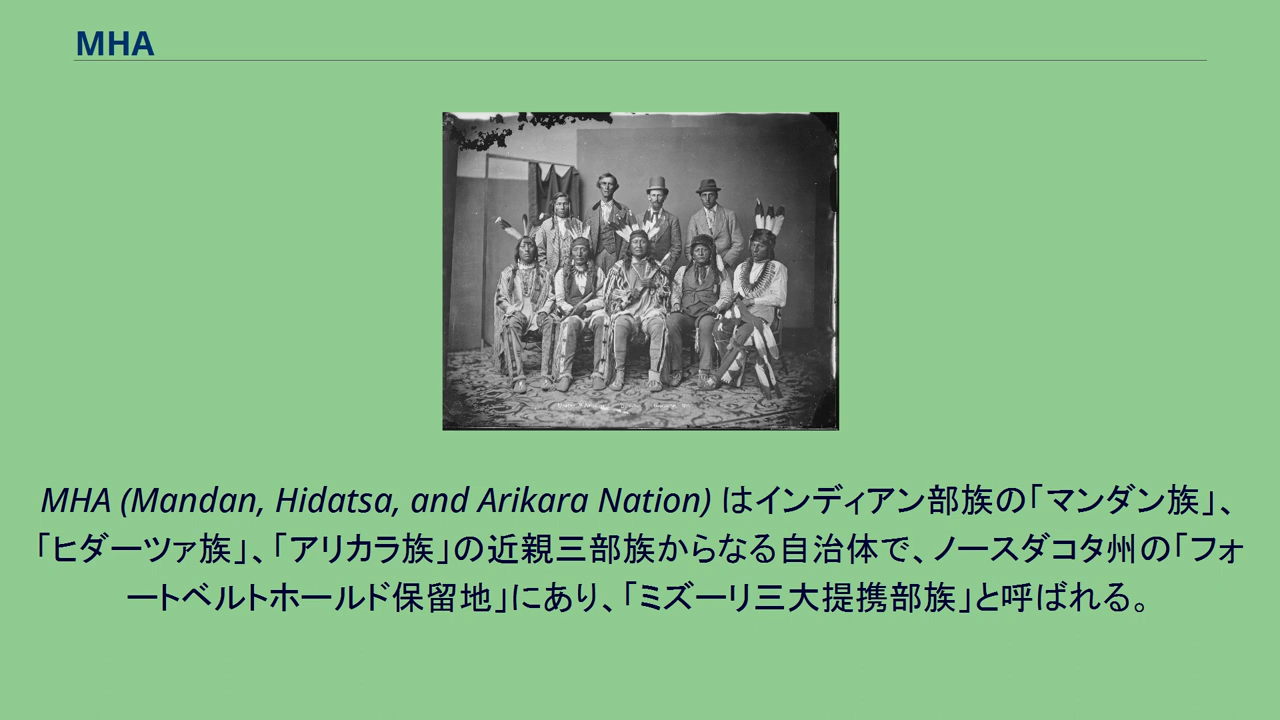 MHA
MHA (Mandan, Hidatsa, and Arikara Nation) はインディアン部族の「マンダン族」、
「ヒダーツァ族」、「アリカラ族」の近親三部族からなる自治体で、ノースダコタ州の「フォ
ートベルトホールド保留地」にあり、「ミズーリ三大提携部族」と呼ばれる。